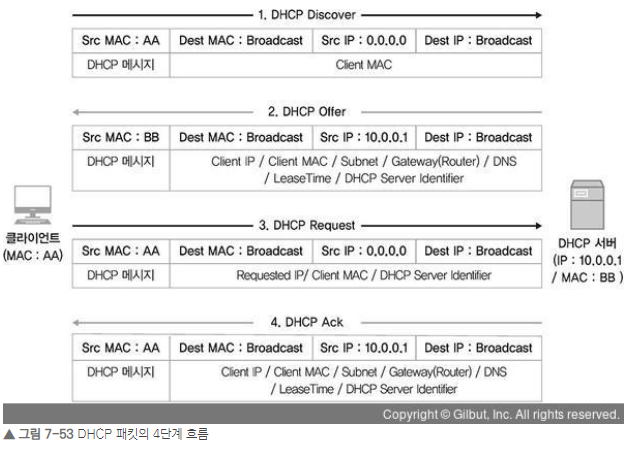 1. DHCP Discover
Src MAC : AA Dest MAC : Broadcast Src IP : 0.0.0.0 Dest IP : Broadcast
DHCP 메시지 Client MAC
2. DHCP Offer
Src MAC : BB Dest MAC : Broadcast Src IP : 10.0.0.1 Dest IP : Broadcast
DHCP 메시지 Client IP / Client MAC / Subnet / Gateway(Router) / DNS
/ LeaseTime / DHCP Server Identifier
클라이언트
(MAC : AA)
3. DHCP Request
Src MAC : AA Dest MAC : Broadcast Src IP : 0.0.0.0 Dest IP : Broadcast
DHCP 메시지 Requested IP/ Client MAC / DHCP Server Identifier
DHCP 서버
(IP : 10.0.0.1
/ MAC : BB )
4. DHCP Ack
Src MAC : AA Dest MAC : Broadcast Src IP : 10.0.0.1 Dest IP : Broadcast
DHCP 메시지 Client IP / Client MAC / Subnet / Gateway(Router) / DNS
/ LeaseTime / DHCP Server Identifier
Copyright © Gilbut, Inc. All rights reserved.
▲ 그림 7-53 DHCP 패킷의 4단계 흐름